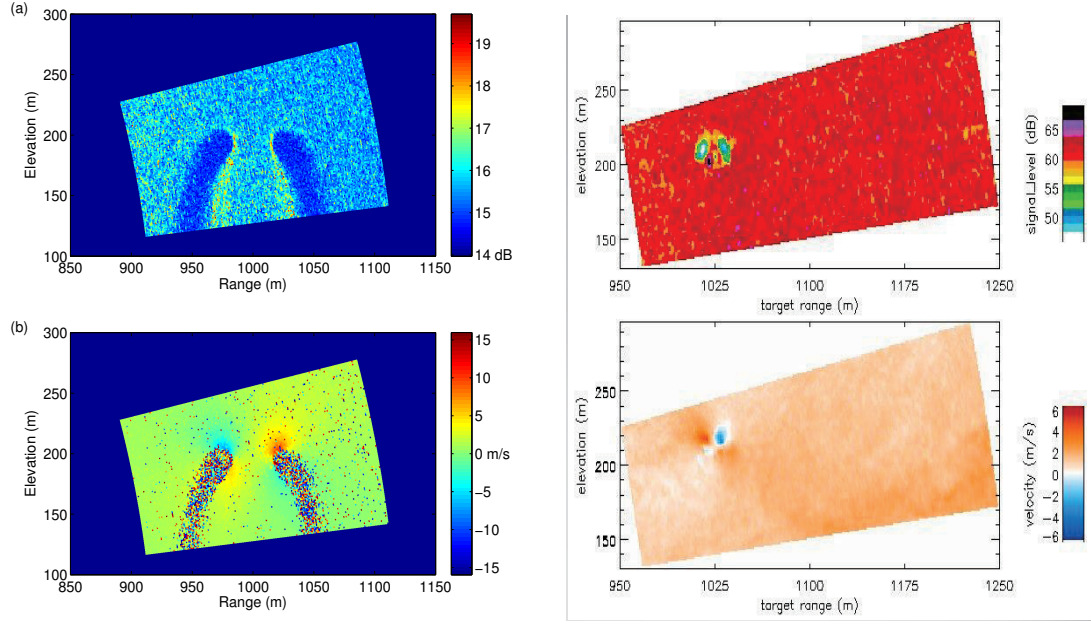 (a)
300
250
200
150
100
Elevation (m)
850 900 950 1000 1050 1100 1150
Range (m)
19
18
17
16
15
14 dB
250
200
150
elevation (m)
950 1025 1100 1175 1250
target range (m)
65
60
55
50
signal_level (dB)
(b)
300
250
200
150
100
Elevation (m)
850 900 950 1000 1050 1100 1150
Range (m)
15
10
5
0 m/s
−5
−10
−15
250
200
150
elevation (m)
950 1025 1100 1175 1250
target range (m)
6
4
2
0
−2
−4
−6
velocity (m/s)